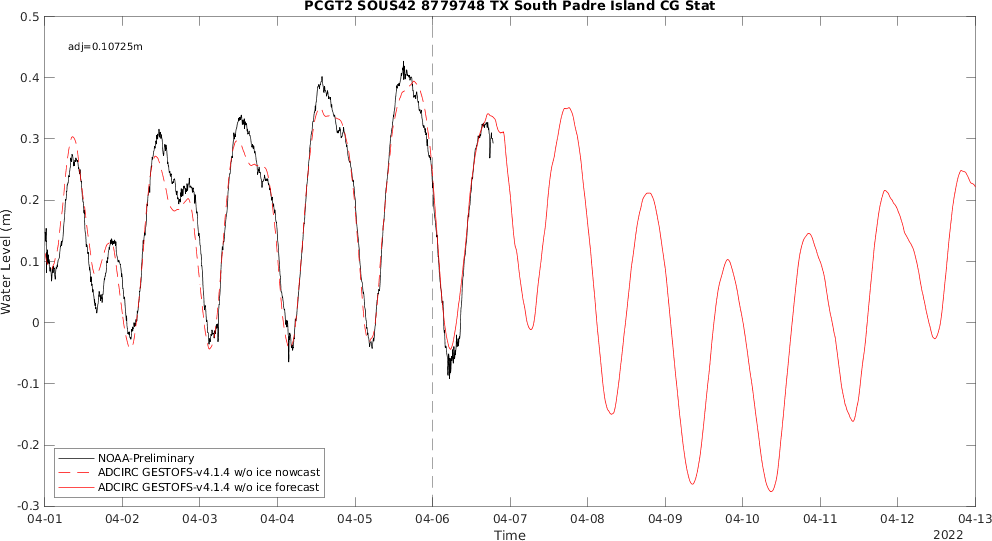 PCGT2 SOUS42 8779748 TX South Padre Island CG Stat
adj=0.10725m
0.5
0.4
0.3
0.2
0.1
0
-0.1
-0.2
-0.3
Water Level (m)
NOAA-Preliminary
ADCIRC GESTOFS-v4.1.4 w/o ice nowcast
ADCIRC GESTOFS-v4.1.4 w/o ice forecast
04-01 04-02 04-03 04-04 04-05 04-06 04-07 04-08 04-09 04-10 04-11 04-12 04-13
Time
2022